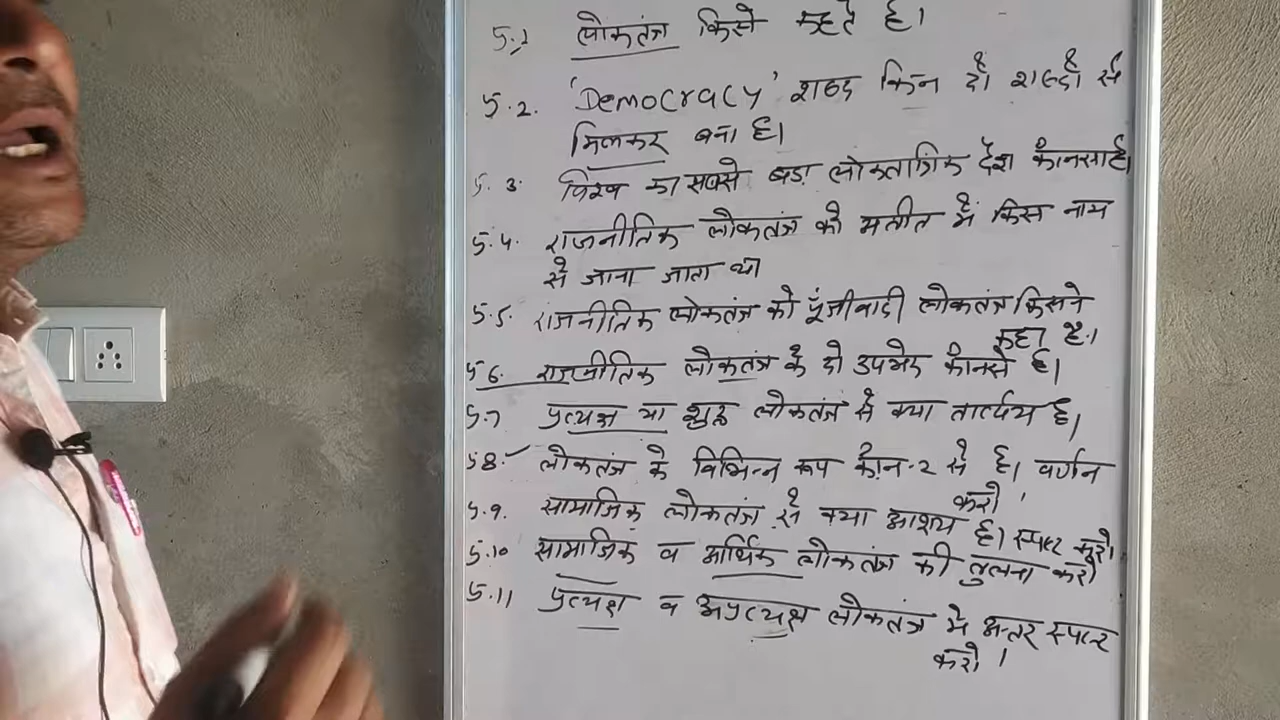 5.1 लोकतंत्र किसे कहते है।
5.2. 'Democracy' शब्द किन दो शब्दों से
मिलकर बना है।
5. 3. विश्व का सबसे बड़ा लोकतांत्रिक देश कौनसा है।
5.4. राजनीतिक लोकतंत्र को अतीत में किस नाम
से जाना जाता था
5.5. राजनीतिक लोकतंत्र को पूँजीवादी लोकतंत्र किसने
कहा है।
5 6. राजनीतिक लोकतंत्र के दो उपभेद कौनसे है।
5.7 प्रत्यक्ष या शुद्ध लोकतंत्र से क्या तार्त्पय है।
5 8. लोकतंत्र के विभिन्न रूप कौन-2 से है। वर्णन
करो।
5.9. सामाजिक लोकतंत्र से क्या आशय है। स्पष्ट करो।
5.10 सामाजिक व आर्थिक लोकतंत्र की तुलना करो
5.11 प्रत्यक्ष व अप्रत्यक्ष लोकतंत्र में अन्तर स्पष्ट
करो।